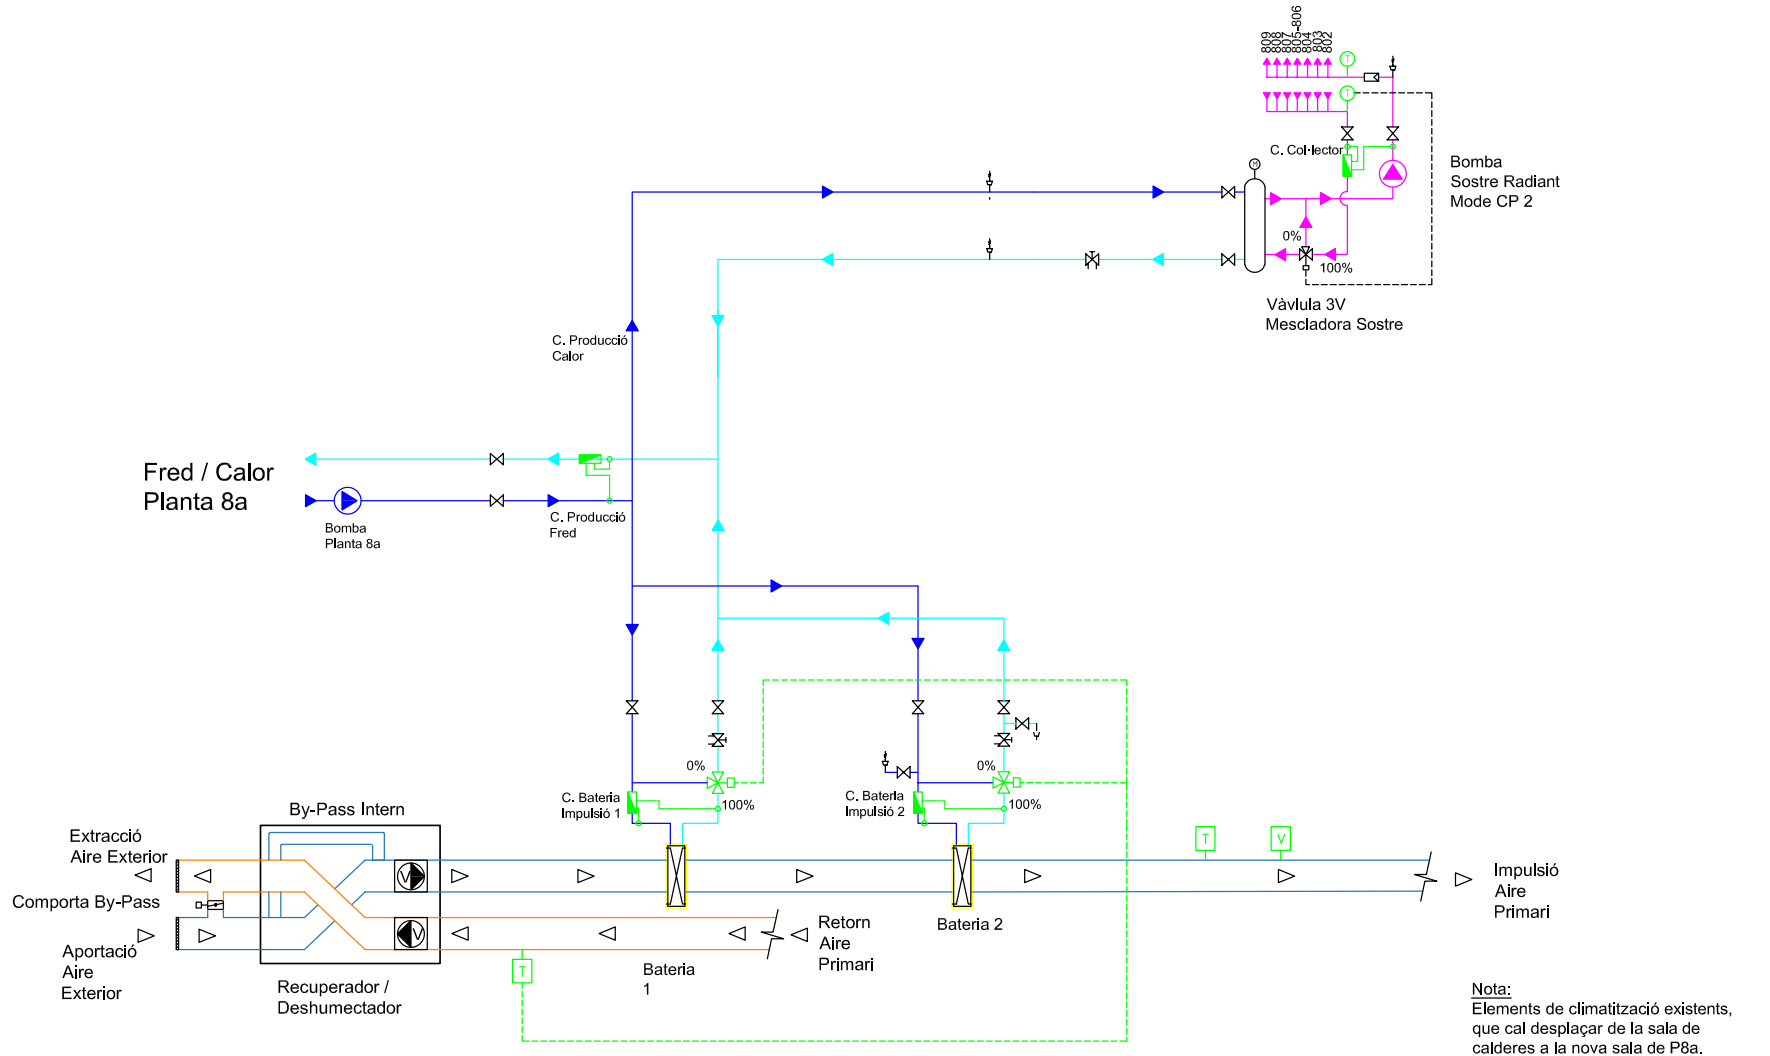 809
808
807
805-806
804
803
802
T
T
M
C. Col·lector
Bomba
Sostre Radiant
Mode CP 2
0%
100%
Vàvlula 3V
Mescladora Sostre
C. Producció
Calor
Fred / Calor
Planta 8a
Bomba
Planta 8a
C. Producció
Fred
0%
100%
C. Bateria
Impulsió 1
0%
100%
C. Bateria
Impulsió 2
By-Pass Intern
Extracció
Aire Exterior
Comporta By-Pass
Aportació
Aire
Exterior
V
V
T
V
T
Recuperador /
Deshumectador
Bateria
1
Retorn
Aire
Primari
Bateria 2
Impulsió
Aire
Primari
Nota:
Elements de climatització existents,
que cal desplaçar de la sala de
calderes a la nova sala de P8a.